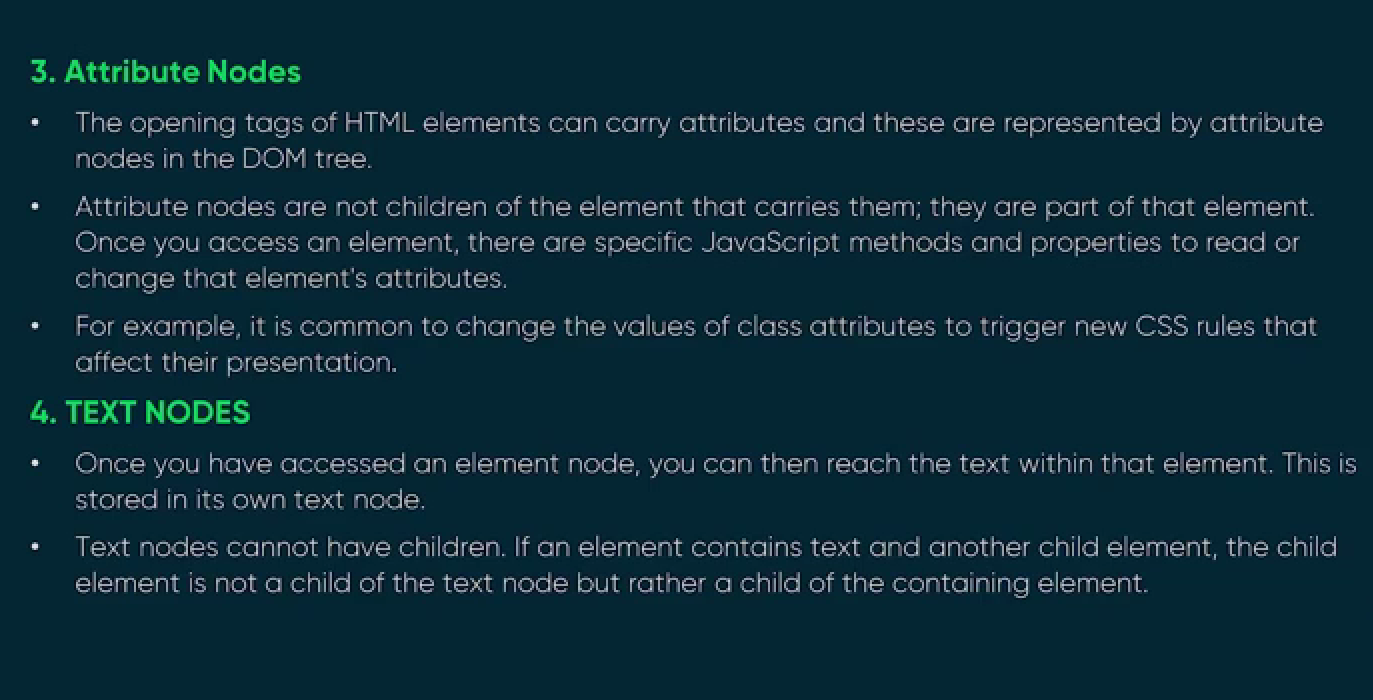 3. Attribute Nodes
• The opening tags of HTML elements can carry attributes and these are represented by attribute
nodes in the DOM tree.
• Attribute nodes are not children of the element that carries them; they are part of that element.
Once you access an element, there are specific JavaScript methods and properties to read or
change that element's attributes.
• For example, it is common to change the values of class attributes to trigger new CSS rules that
affect their presentation.
4. TEXT NODES
• Once you have accessed an element node, you can then reach the text within that element. This is
stored in its own text node.
• Text nodes cannot have children. If an element contains text and another child element, the child
element is not a child of the text node but rather a child of the containing element.